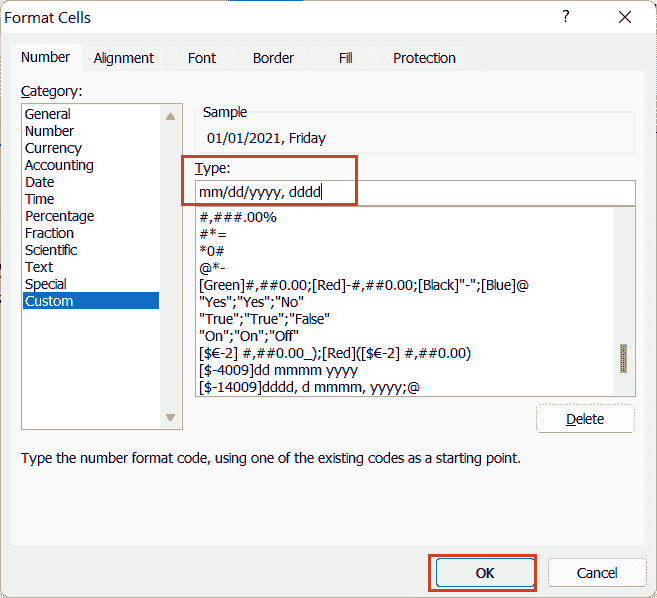 Format Cells ?
Number Alignment Font Border Fill Protection
Category:
General
Number
Currency
Accounting
Date
Time
Percentage
Fraction
Scientific
Text
Special
Custom
Sample
01/01/2021, Friday
Type:
mm/dd/yyyy, dddd
#,###.00%
#*=
*0#
@*-
[Green]#,##0.00;[Red]-#,##0.00;[Black]"-";[Blue]@
"Yes";"Yes";"No"
"True";"True";"False"
"On";"On";"Off"
[$€-2] #,##0.00_);[Red]([$€-2] #,##0.00)
[$-4009]dd mmmm yyyy
[$-14009]dddd, d mmmm, yyyy;@
Delete
Type the number format code, using one of the existing codes as a starting point.
OK Cancel